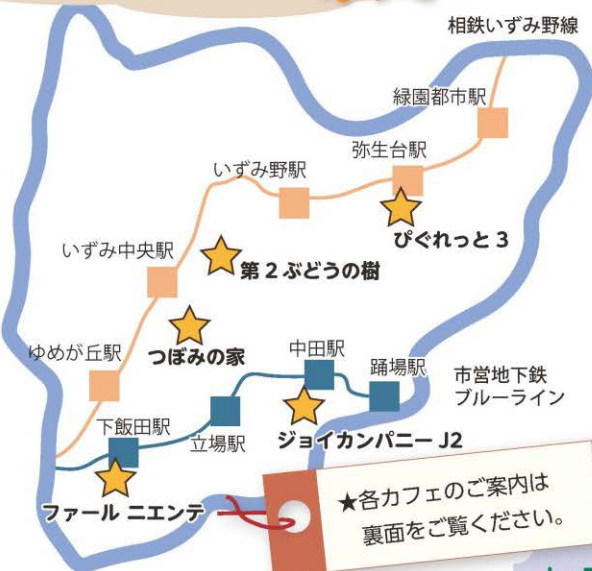 相鉄いずみ野線
緑園都市駅
弥生台駅
いずみ野駅
ぴぐれっと 3
いずみ中央駅
第 2 ぶどうの樹
ゆめが丘駅
つぼみの家
中田駅
踊場駅
市営地下鉄
ブルーライン
下飯田駅
立場駅
ジョイカンパニー J2
ファール ニエンテ
★各カフェのご案内は
裏面をご覧ください。